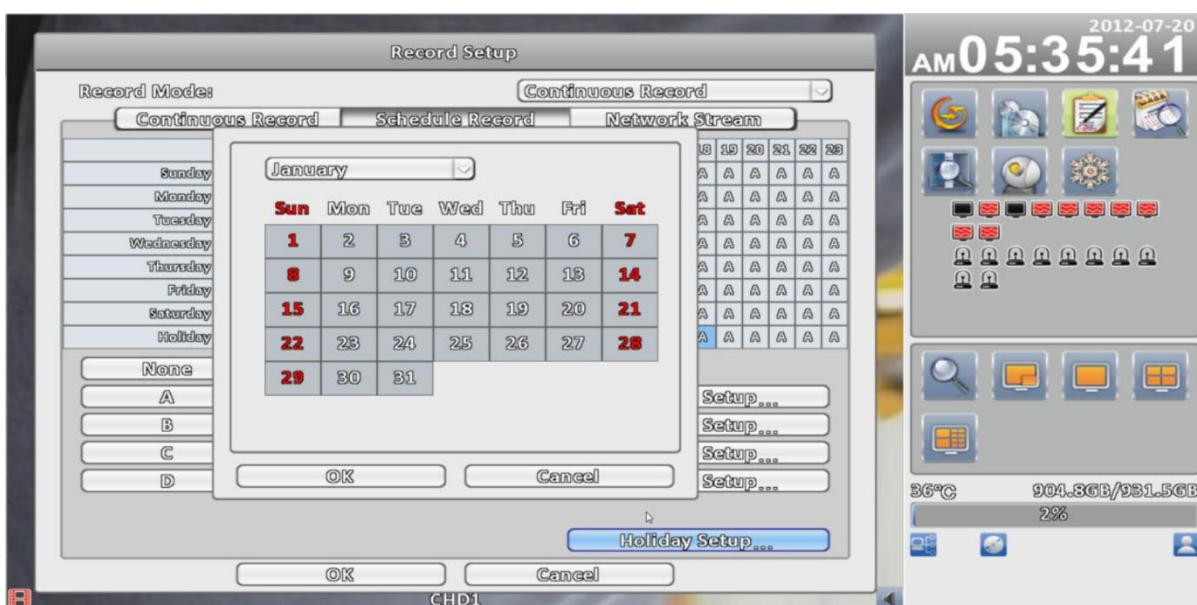 2012-07-20
AM 05:35:41
Record Setup
Record Mode: Continuous Record
Continuous Record Schedule Record Network Stream
18 19 20 21 22 23
Sunday A A A A A A
Monday A A A A A A
Tuesday A A A A A A
Wednesday A A A A A A
Thursday A A A A A A
Friday A A A A A A
Saturday A A A A A A
Holiday A A A A A A
January
Sun Mon Tue Wed Thu Fri Sat
1 2 3 4 5 6 7
8 9 10 11 12 13 14
15 16 17 18 19 20 21
22 23 24 25 26 27 28
29 30 31
OK Cancel
None
A Setup...
B Setup...
C Setup...
D Setup...
Holiday Setup...
OK Cancel
CHD1
36°C 904.8GB/931.5GB
2%